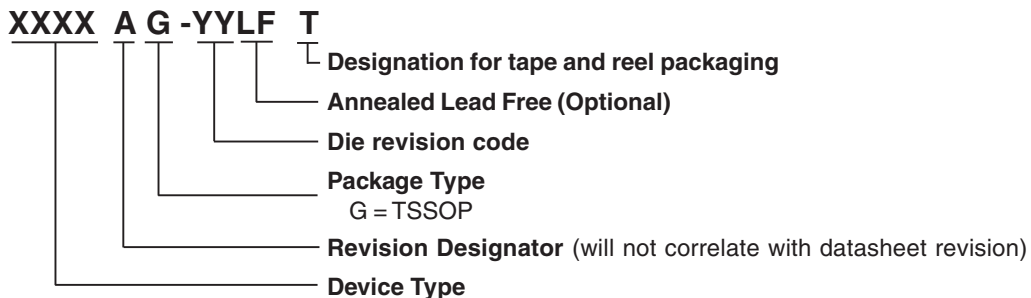 XXXX A G -YYLF T
Designation for tape and reel packaging
Annealed Lead Free (Optional)
Die revision code
Package Type
G = TSSOP
Revision Designator (will not correlate with datasheet revision)
Device Type